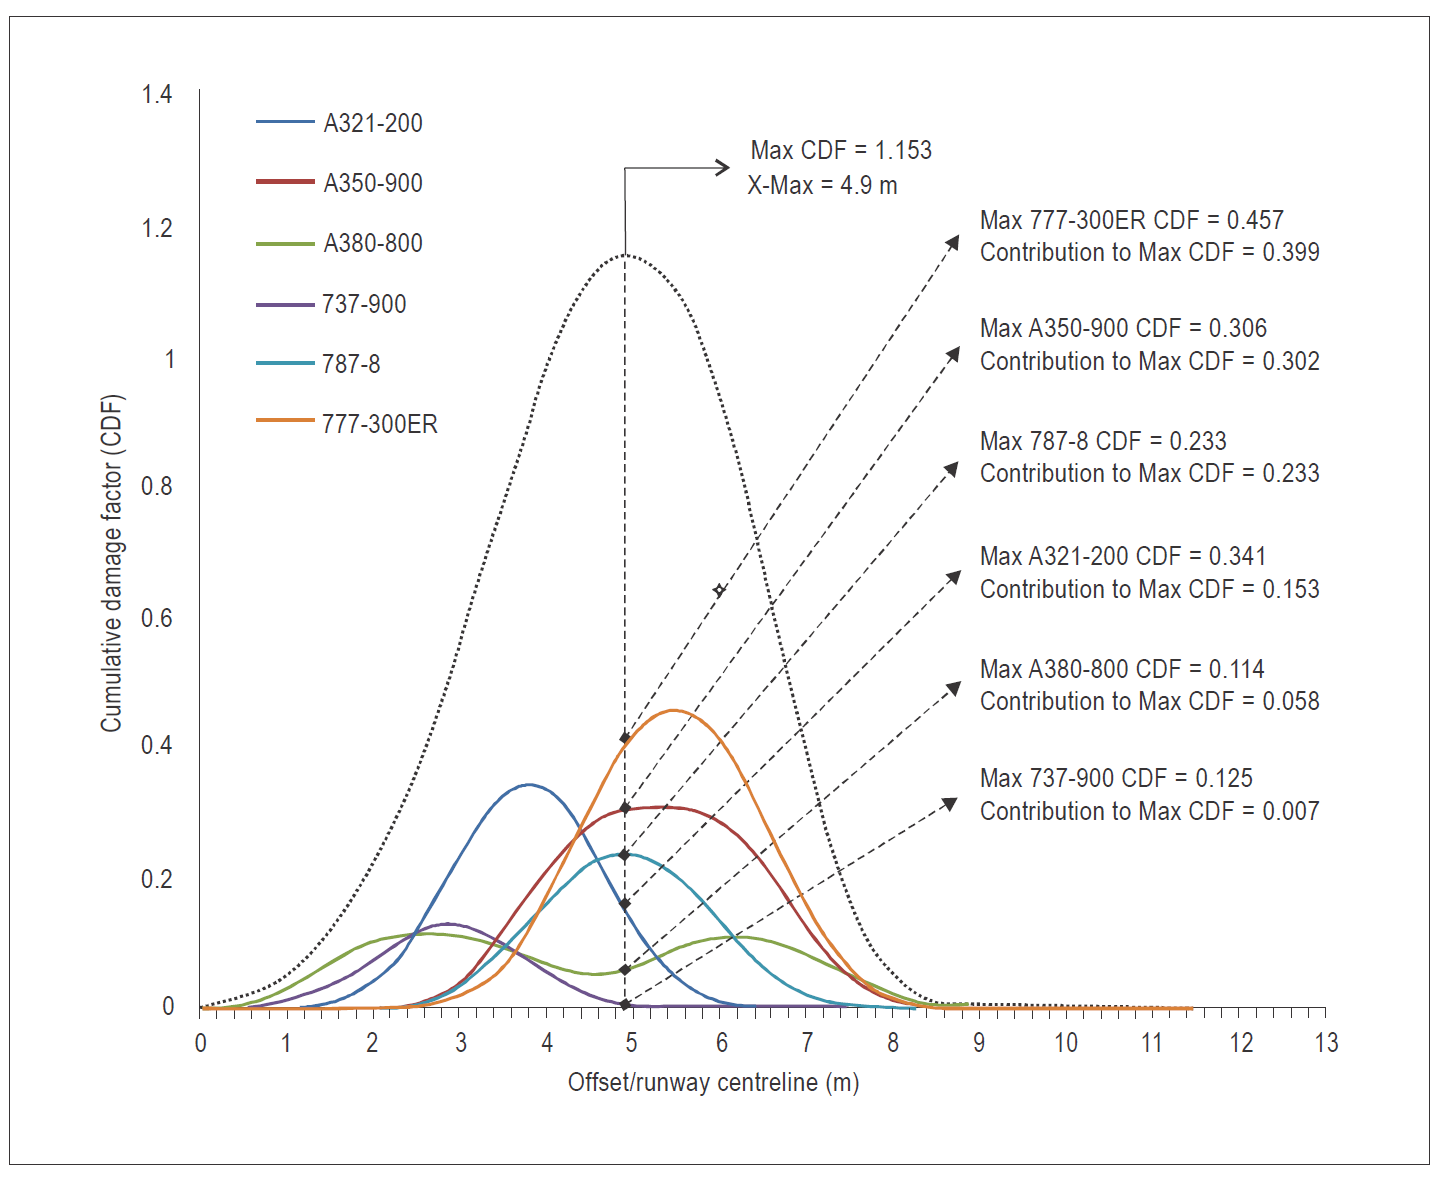 1.4
1.2
1
0.8
0.6
0.4
0.2
0
Cumulative damage factor (CDF)
A321-200
A350-900
A380-800
737-900
787-8
777-300ER
Max CDF = 1.153
X-Max = 4.9 m
Max 777-300ER CDF = 0.457
Contribution to Max CDF = 0.399
Max A350-900 CDF = 0.306
Contribution to Max CDF = 0.302
Max 787-8 CDF = 0.233
Contribution to Max CDF = 0.233
Max A321-200 CDF = 0.341
Contribution to Max CDF = 0.153
Max A380-800 CDF = 0.114
Contribution to Max CDF = 0.058
Max 737-900 CDF = 0.125
Contribution to Max CDF = 0.007
0 1 2 3 4 5 6 7 8 9 10 11 12 13
Offset/runway centreline (m)